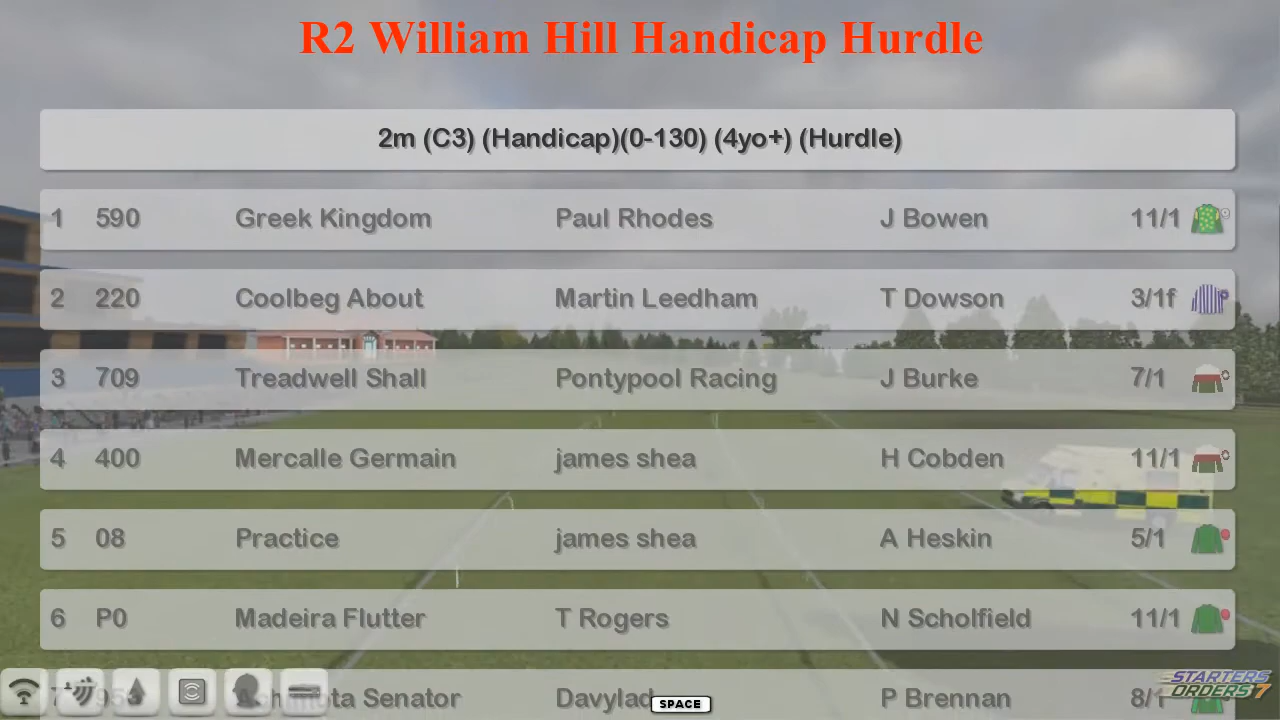 R2 William Hill Handicap Hurdle
2m (C3) (Handicap)(0-130) (4yo+) (Hurdle)
1 590 Greek Kingdom Paul Rhodes J Bowen 11/1
2 220 Coolbeg About Martin Leedham T Dowson 3/1f
3 709 Treadwell Shall Pontypool Racing J Burke 7/1
4 400 Mercalle Germain james shea H Cobden 11/1
5 08 Practice james shea A Heskin 5/1
6 P0 Madeira Flutter T Rogers N Scholfield 11/1
7 Senator Davylad P Brennan 8/1
SPACE
STARTERS
ORDERS 7